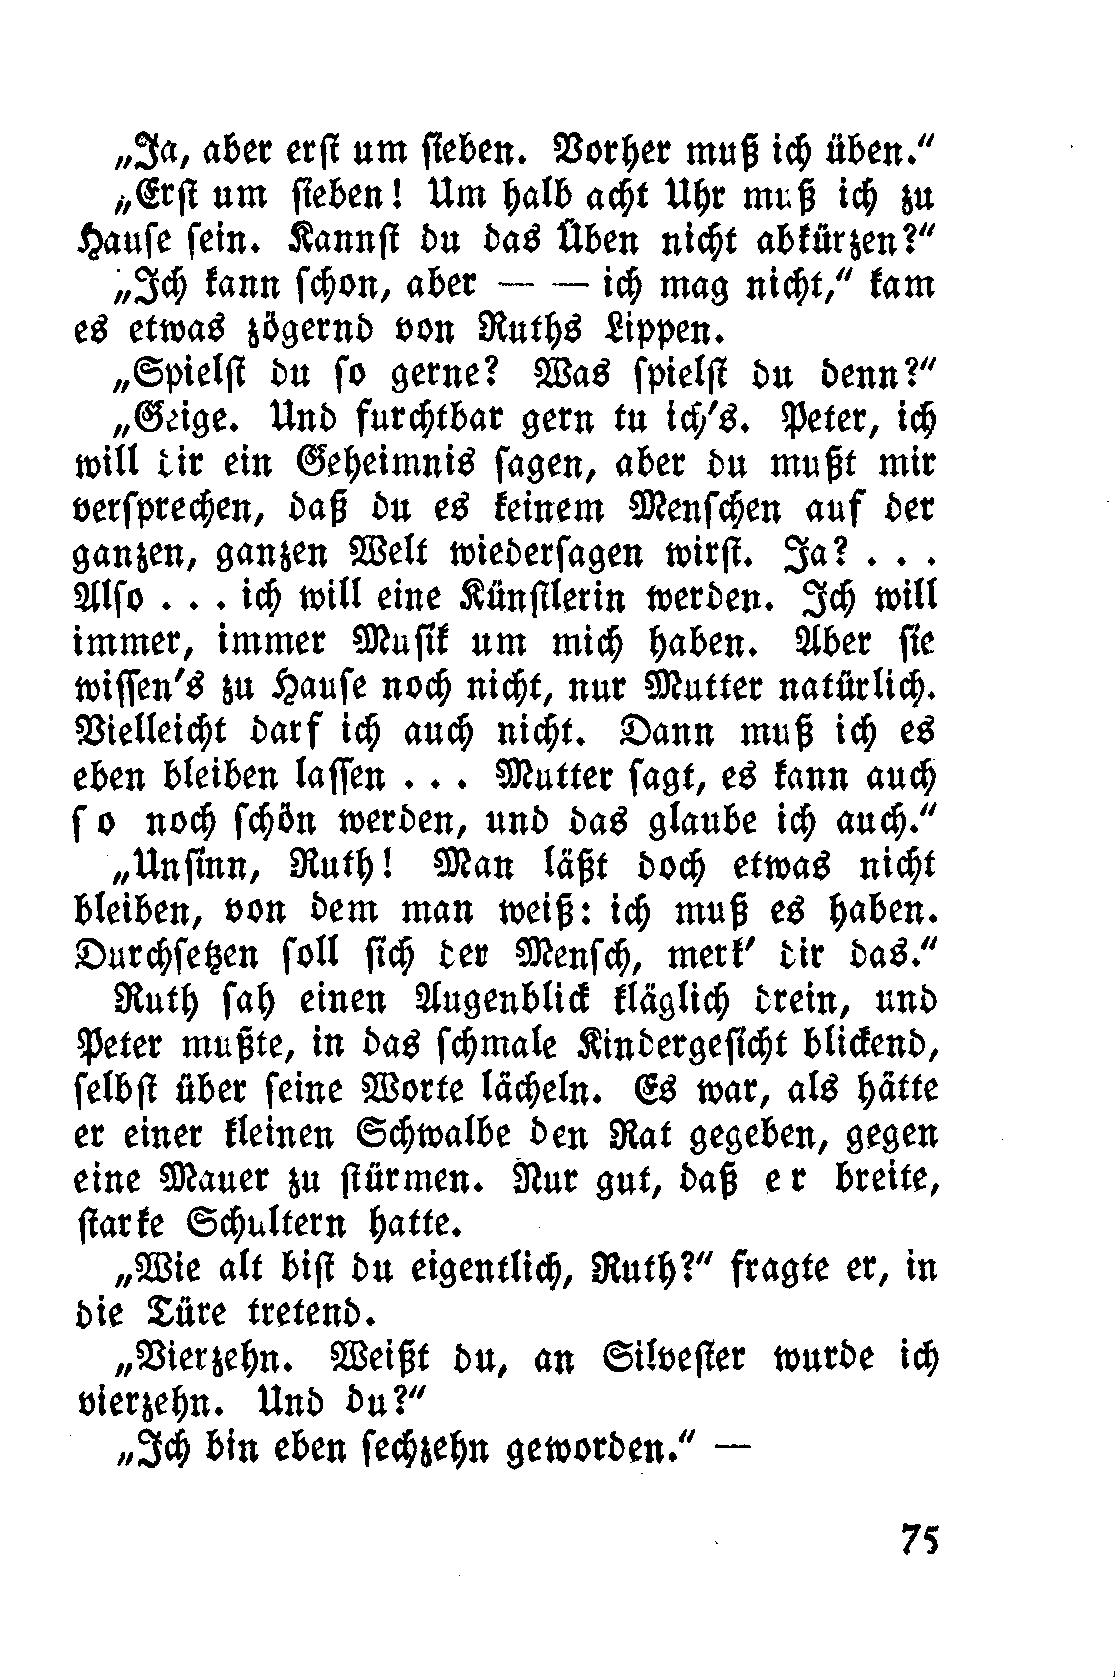 „Ja, aber erst um sieben. Vorher muß ich üben.“
„Erst um sieben! Um halb acht Uhr muß ich zu
Hause sein. Kannst du das Üben nicht abkürzen?“
„Ich kann schon, aber — — ich mag nicht,“ kam
es etwas zögernd von Ruths Lippen.
„Spielst du so gerne? Was spielst du denn?“
„Geige. Und furchtbar gern tu ich's. Peter, ich
will dir ein Geheimnis sagen, aber du mußt mir
versprechen, daß du es keinem Menschen auf der
ganzen, ganzen Welt wiedersagen wirst. Ja? . . .
Also . . . ich will eine Künstlerin werden. Ich will
immer, immer Musik um mich haben. Aber sie
wissen's zu Hause noch nicht, nur Mutter natürlich.
Vielleicht darf ich auch nicht. Dann muß ich es
eben bleiben lassen . . . Mutter sagt, es kann auch
so noch schön werden, und das glaube ich auch.“
„Unsinn, Ruth! Man läßt doch etwas nicht
bleiben, von dem man weiß: ich muß es haben.
Durchsetzen soll sich der Mensch, merk' dir das.“
Ruth sah einen Augenblick kläglich drein, und
Peter mußte, in das schmale Kindergesicht blickend,
selbst über seine Worte lächeln. Es war, als hätte
er einer kleinen Schwalbe den Rat gegeben, gegen
eine Mauer zu stürmen. Nur gut, daß er breite,
starke Schultern hatte.
„Wie alt bist du eigentlich, Ruth?“ fragte er, in
die Türe tretend.
„Vierzehn. Weißt du, an Silvester wurde ich
vierzehn. Und du?“
„Ich bin eben sechzehn geworden.“ —
75